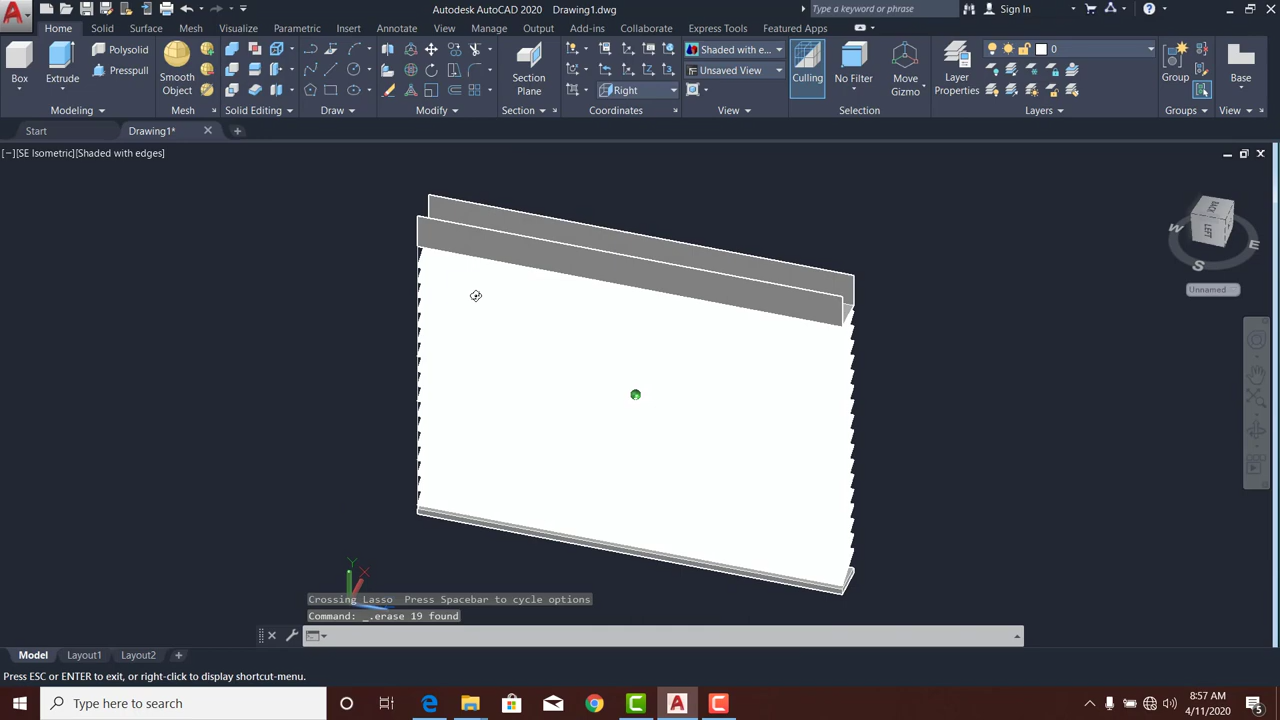 Autodesk AutoCAD 2020 Drawing1.dwg
Type a keyword or phrase
Sign In
Home Solid Surface Mesh Visualize Parametric Insert Annotate View Manage Output Add-ins Collaborate Express Tools Featured Apps
Box
Extrude
Polysolid
Presspull
Smooth
Object
Section
Plane
Right
Shaded with e...
Unsaved View
Culling
No Filter
Move
Gizmo
Layer
Properties
0
Group
Base
Modeling Mesh Solid Editing Draw Modify Section Coordinates View Selection Layers Groups View
Start Drawing1*
[−][SE Isometric][Shaded with edges]
BACK
LEFT
W
E
S
Unnamed
Y
X
Crossing Lasso Press Spacebar to cycle options
Command: _.erase 19 found
Model Layout1 Layout2
Press ESC or ENTER to exit, or right-click to display shortcut-menu.
Type here to search
8:57 AM
4/11/2020